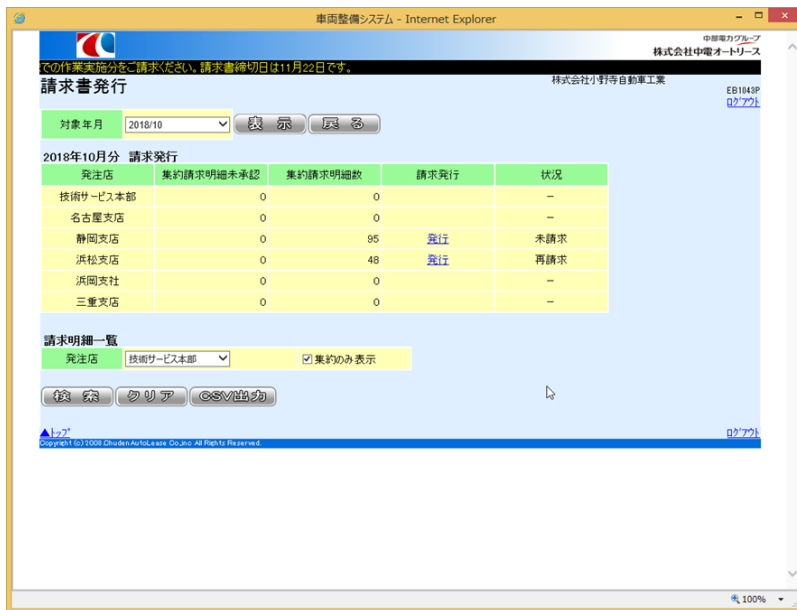 車両整備システム - Internet Explorer
中部電力グループ
株式会社中電オートリース
での作業実施分をご請求ください。請求書締切日は11月22日です。
請求書発行
株式会社小野寺自動車工業
EB1043P
ログアウト
対象年月 2018/10 表 示 戻 る
2018年10月分 請求発行
発注店 集約請求明細未承認 集約請求明細数 請求発行 状況
技術サービス本部 0 0 −
名古屋支店 0 0 −
静岡支店 0 95 発行 未請求
浜松支店 0 48 発行 再請求
浜岡支社 0 0 −
三重支店 0 0 −
請求明細一覧
発注店 技術サービス本部 集約のみ表示
検 索 クリア CSV出力
▲トップ ログアウト
Copyright (c)2008.ChudenAutoLease Co.,Inc All Rights Reserved.
100%